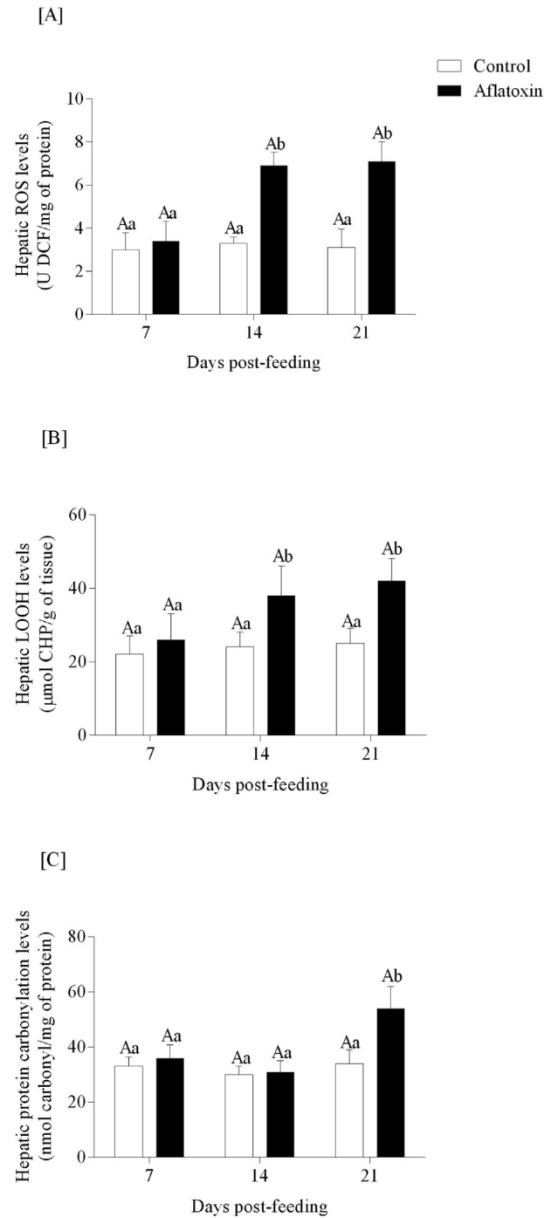 [A]
Control
Aflatoxin
Hepatic ROS levels
(U DCF/mg of protein)
10
8
6
4
2
0
Aa
Aa
Aa
Ab
Aa
Ab
7
14
21
Days post-feeding
[B]
Hepatic LOOH levels
(μmol CHP/g of tissue)
60
40
20
0
Aa
Aa
Aa
Ab
Aa
Ab
7
14
21
Days post-feeding
[C]
Hepatic protein carbonylation levels
(nmol carbonyl/mg of protein)
80
60
40
20
0
Aa
Aa
Aa
Aa
Aa
Ab
7
14
21
Days post-feeding